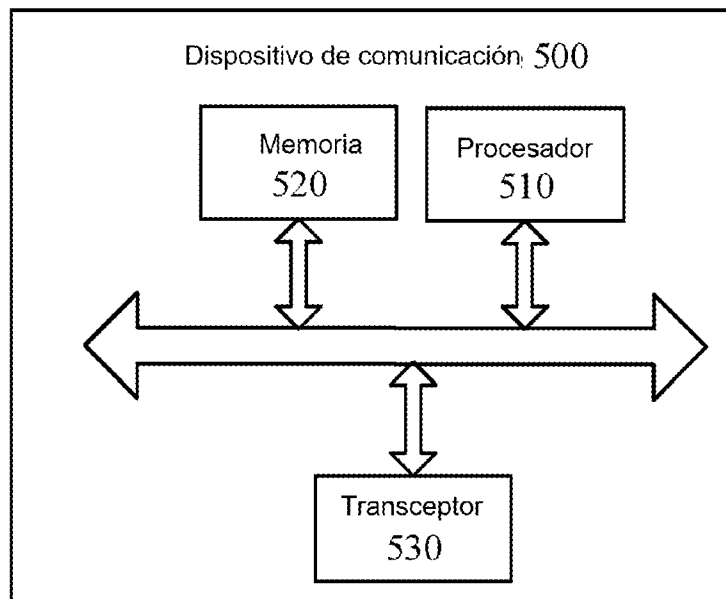 Dispositivo de comunicación 500
Memoria
520
Procesador
510
Transceptor
530